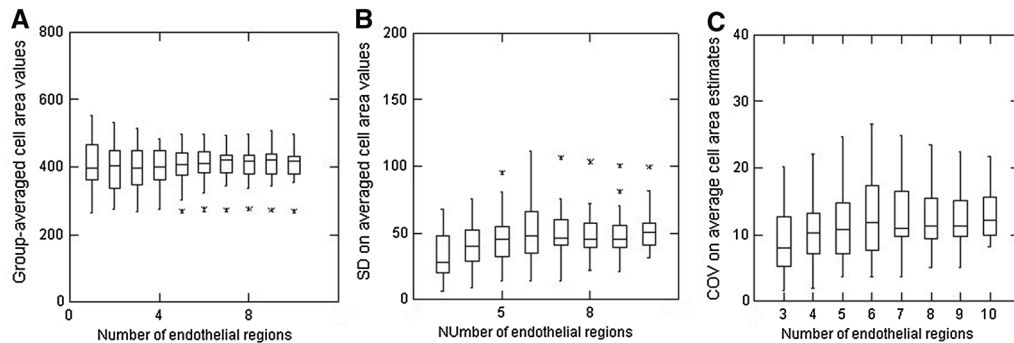 A
Group-averaged cell area values
800
600
400
200
0
0 4 8
Number of endothelial regions
B
SD on averaged cell area values
200
150
100
50
0
5 8
NUmber of endothelial regions
C
COV on average cell area estimates
40
30
20
10
0
3 4 5 6 7 8 9 10
Number of endothelial regions